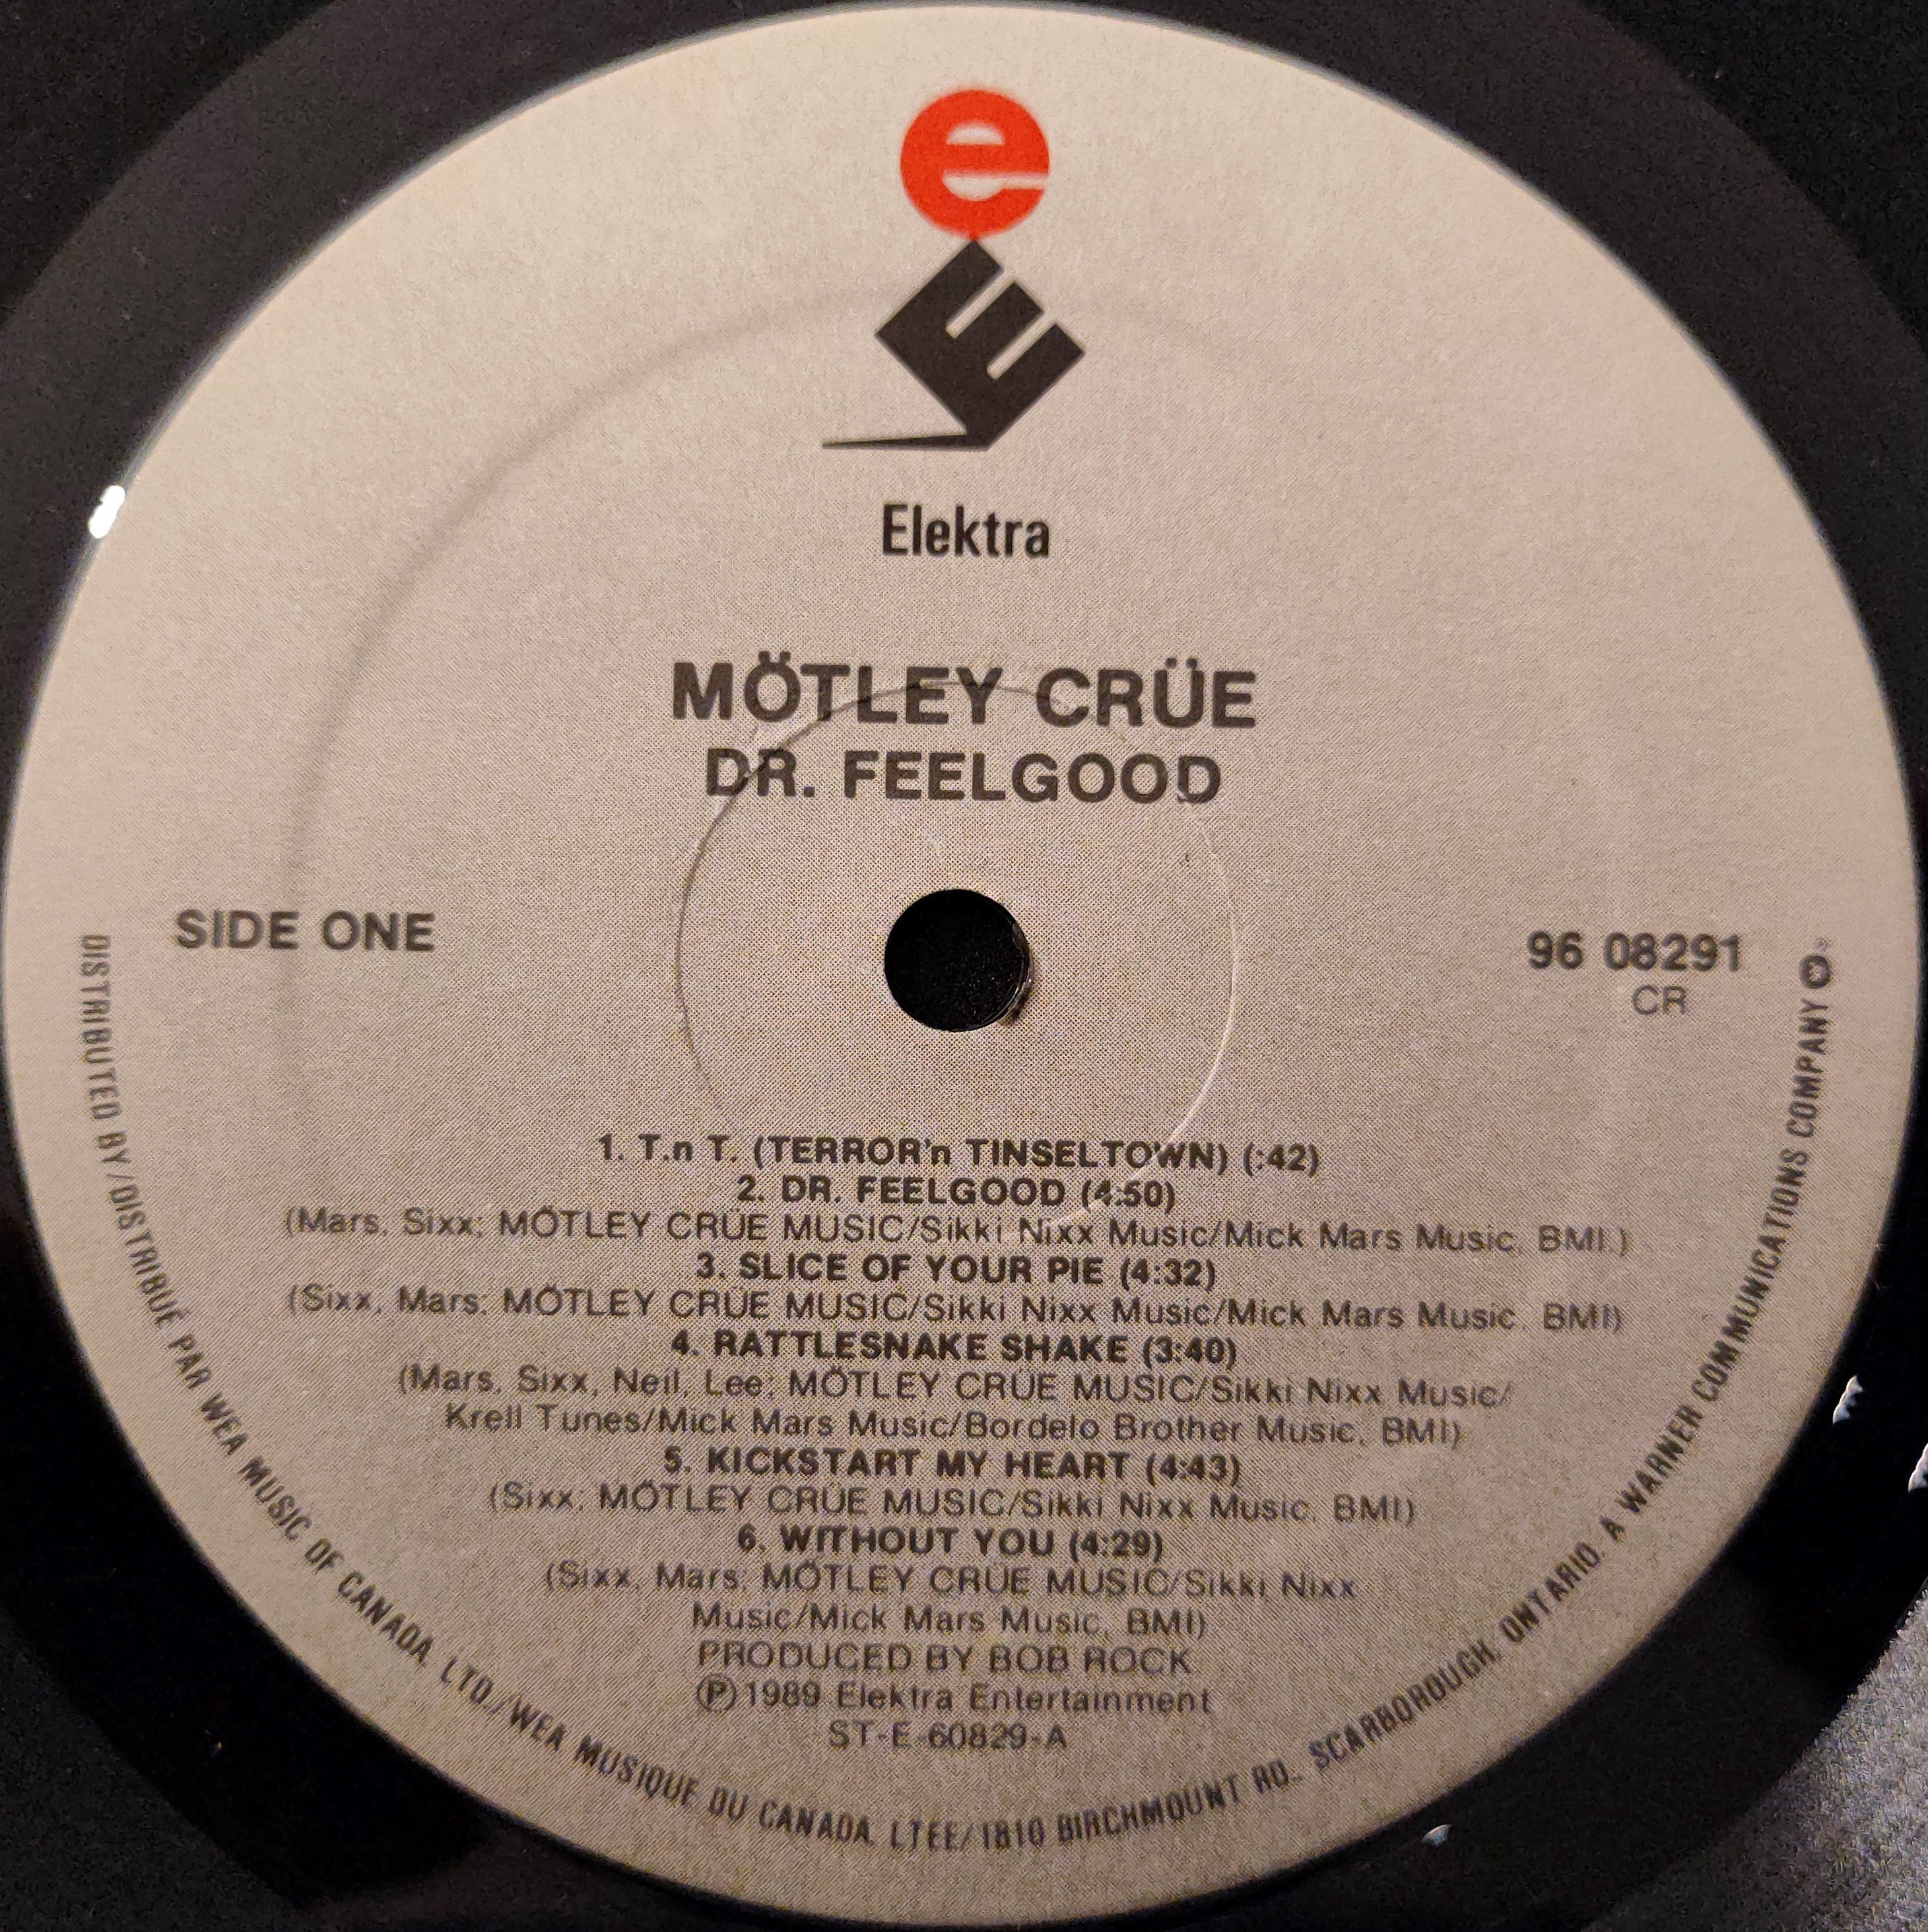 e
E
Elektra
MÖTLEY CRÜE
DR. FEELGOOD
SIDE ONE
96 08291
CR
1. T.n T. (TERROR'n TINSELTOWN) (:42)
2. DR. FEELGOOD (4:50)
(Mars, Sixx; MÖTLEY CRÜE MUSIC/Sikki Nixx Music/Mick Mars Music, BMI.)
3. SLICE OF YOUR PIE (4:32)
(Sixx, Mars; MÖTLEY CRÜE MUSIC/Sikki Nixx Music/Mick Mars Music, BMI)
4. RATTLESNAKE SHAKE (3:40)
(Mars, Sixx, Neil, Lee; MÖTLEY CRÜE MUSIC/Sikki Nixx Music/
Krell Tunes/Mick Mars Music/Bordelo Brother Music, BMI)
5. KICKSTART MY HEART (4:43)
(Sixx; MÖTLEY CRÜE MUSIC/Sikki Nixx Music, BMI)
6. WITHOUT YOU (4:29)
(Sixx, Mars; MÖTLEY CRÜE MUSIC/Sikki Nixx
Music/Mick Mars Music, BMI)
PRODUCED BY BOB ROCK
Ⓟ1989 Elektra Entertainment
ST-E-60829-A
DISTRIBUTED BY/DISTRIBUÉ PAR WEA MUSIC OF CANADA, LTD./WEA MUSIQUE DU CANADA, LTÉE/1810 BIRCHMOUNT RD., SCARBOROUGH, ONTARIO. A WARNER COMMUNICATIONS COMPANY